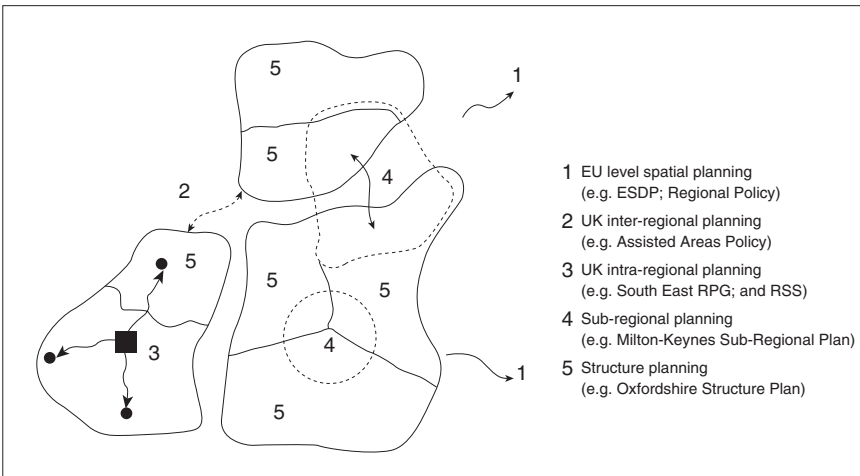 5
1
5
4
2
5
5
5
3
4
1
5
1 EU level spatial planning
(e.g. ESDP; Regional Policy)
2 UK inter-regional planning
(e.g. Assisted Areas Policy)
3 UK intra-regional planning
(e.g. South East RPG; and RSS)
4 Sub-regional planning
(e.g. Milton-Keynes Sub-Regional Plan)
5 Structure planning
(e.g. Oxfordshire Structure Plan)